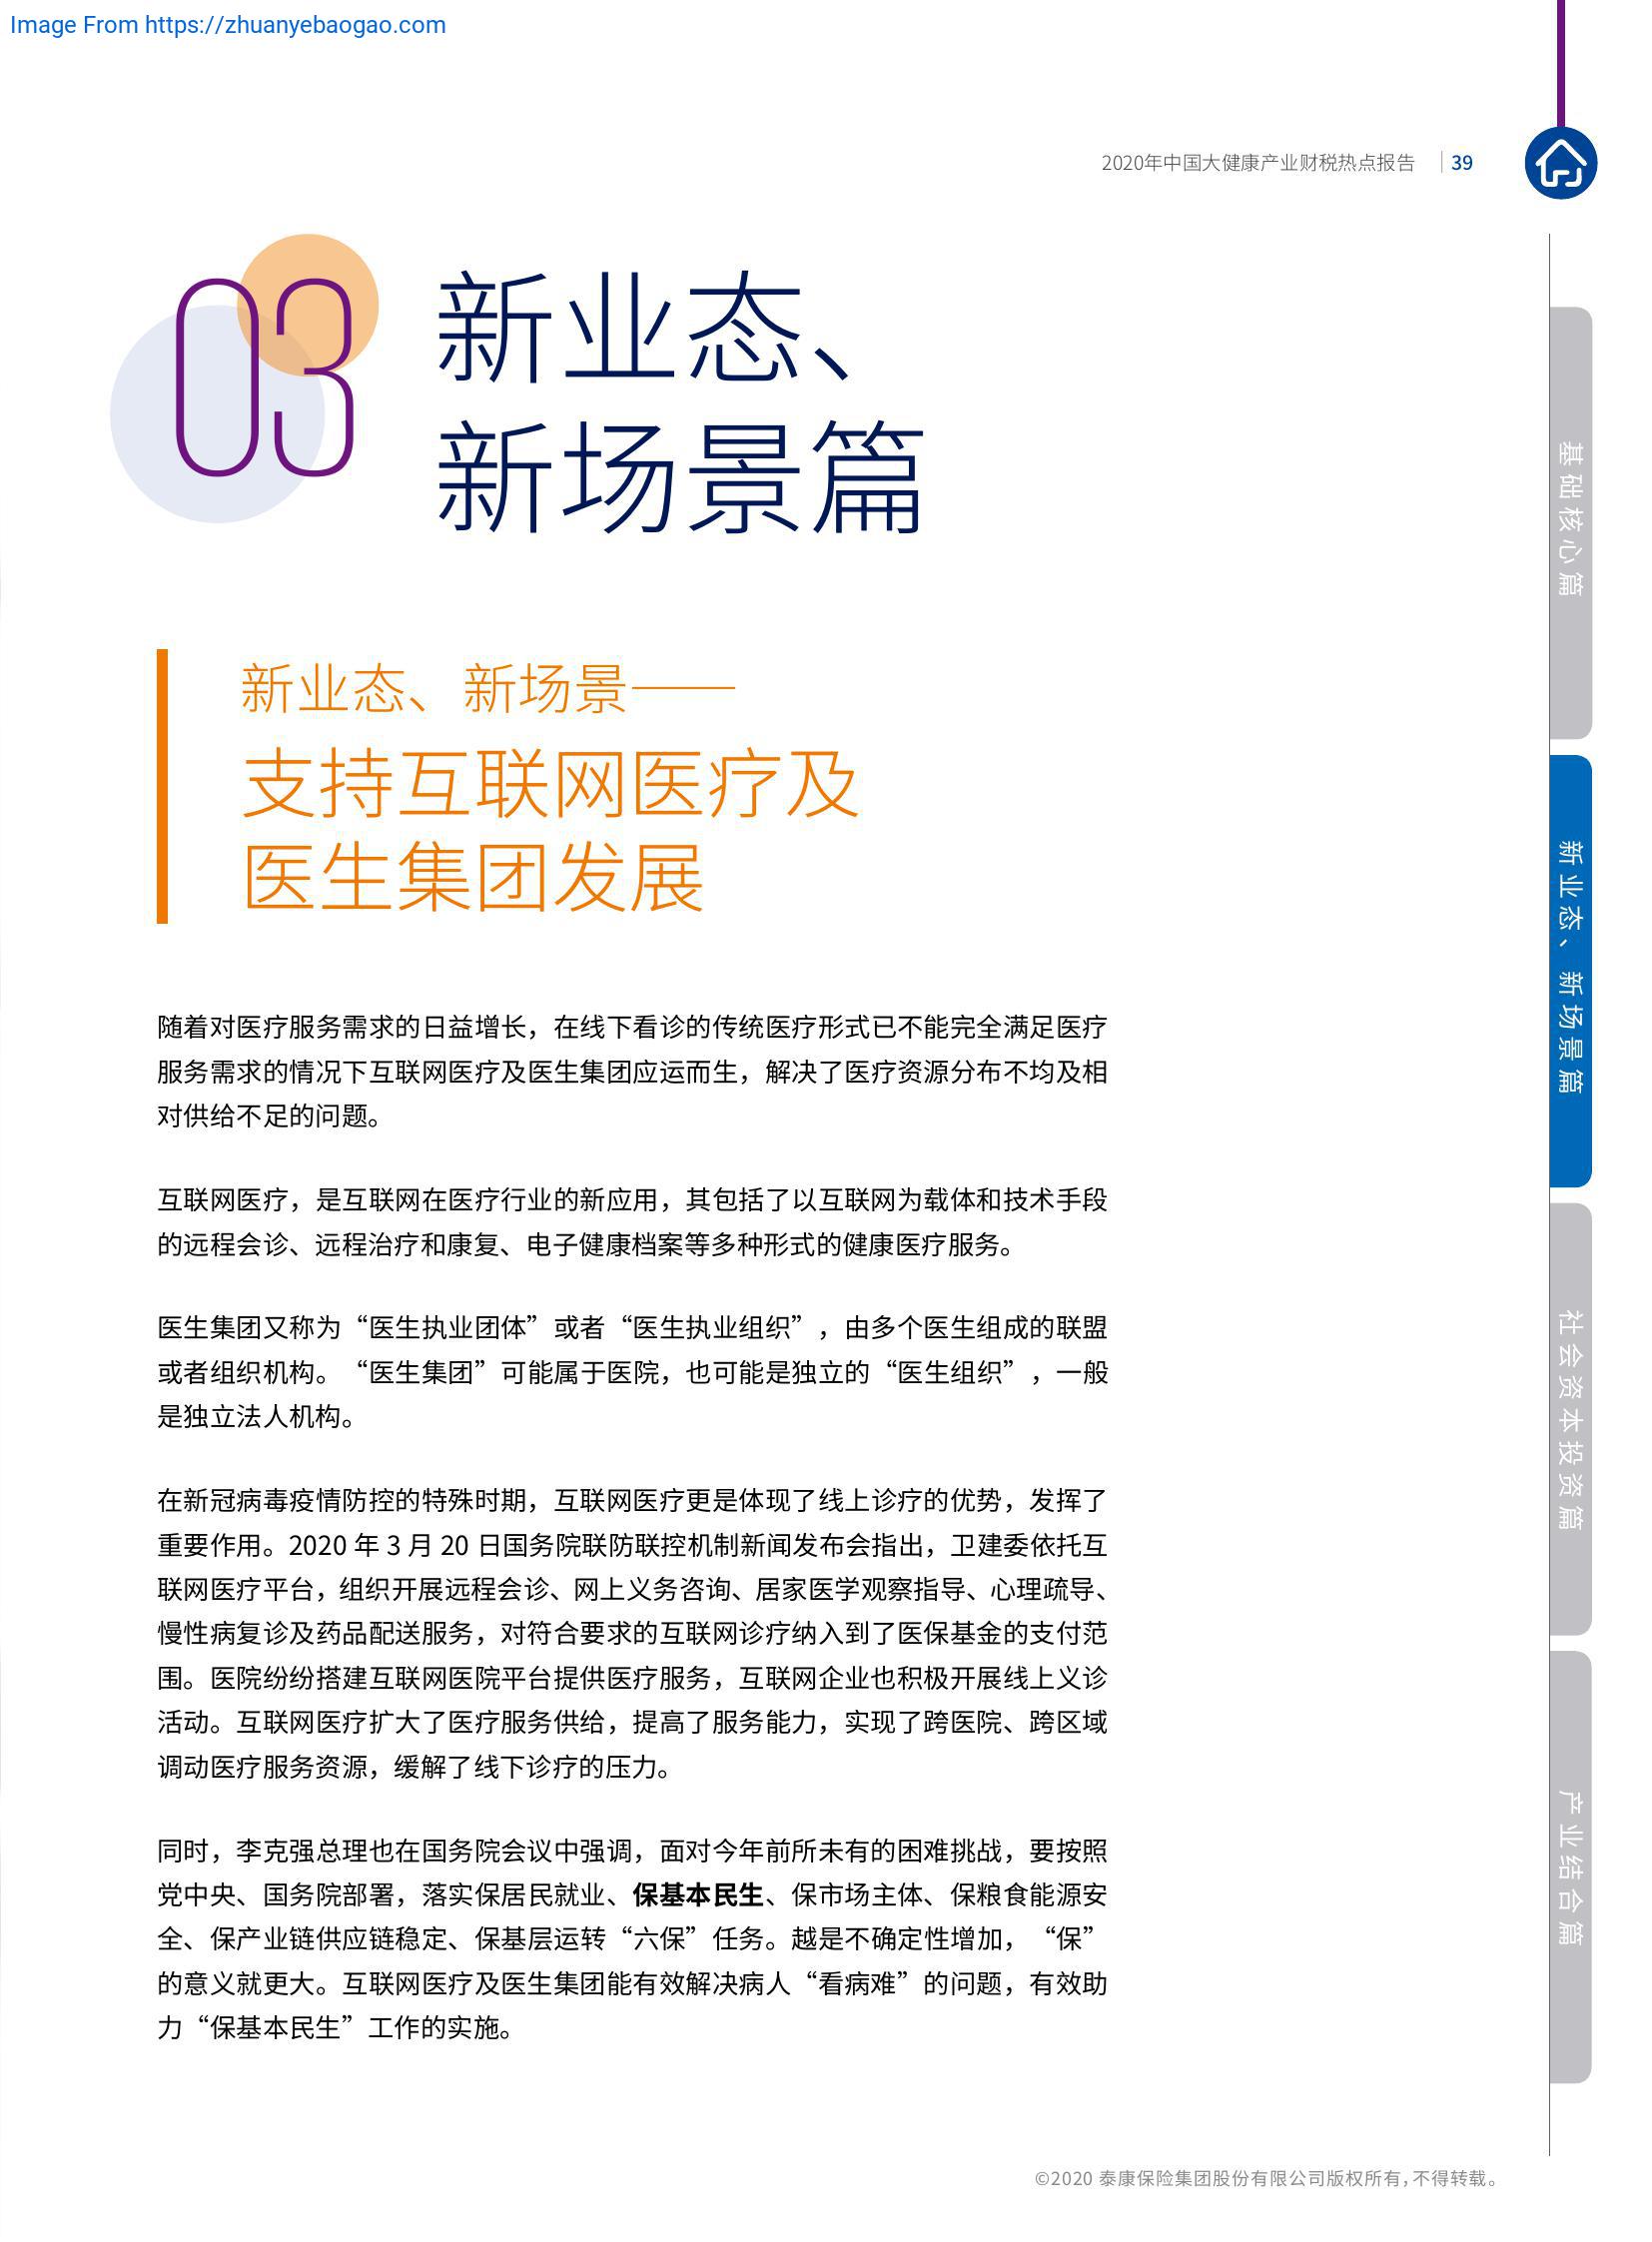 Image From https://zhuanyebaogao.com
2020年中国大健康产业财税热点报告 39
03
新业态、
新场景篇
新业态、新场景——
支持互联网医疗及
医生集团发展
随着对医疗服务需求的日益增长，在线下看诊的传统医疗形式已不能完全满足医疗
服务需求的情况下互联网医疗及医生集团应运而生，解决了医疗资源分布不均及相
对供给不足的问题。
互联网医疗，是互联网在医疗行业的新应用，其包括了以互联网为载体和技术手段
的远程会诊、远程治疗和康复、电子健康档案等多种形式的健康医疗服务。
医生集团又称为“医生执业团体”或者“医生执业组织”，由多个医生组成的联盟
或者组织机构。“医生集团”可能属于医院，也可能是独立的“医生组织”，一般
是独立法人机构。
在新冠病毒疫情防控的特殊时期，互联网医疗更是体现了线上诊疗的优势，发挥了
重要作用。2020 年 3 月 20 日国务院联防联控机制新闻发布会指出，卫建委依托互
联网医疗平台，组织开展远程会诊、网上义务咨询、居家医学观察指导、心理疏导、
慢性病复诊及药品配送服务，对符合要求的互联网诊疗纳入到了医保基金的支付范
围。医院纷纷搭建互联网医院平台提供医疗服务，互联网企业也积极开展线上义诊
活动。互联网医疗扩大了医疗服务供给，提高了服务能力，实现了跨医院、跨区域
调动医疗服务资源，缓解了线下诊疗的压力。
同时，李克强总理也在国务院会议中强调，面对今年前所未有的困难挑战，要按照
党中央、国务院部署，落实保居民就业、保基本民生、保市场主体、保粮食能源安
全、保产业链供应链稳定、保基层运转“六保”任务。越是不确定性增加，“保”
的意义就更大。互联网医疗及医生集团能有效解决病人“看病难”的问题，有效助
力“保基本民生”工作的实施。
基础核心篇
新业态、新场景篇
社会资本投资篇
产业结合篇
©2020 泰康保险集团股份有限公司版权所有，不得转载。